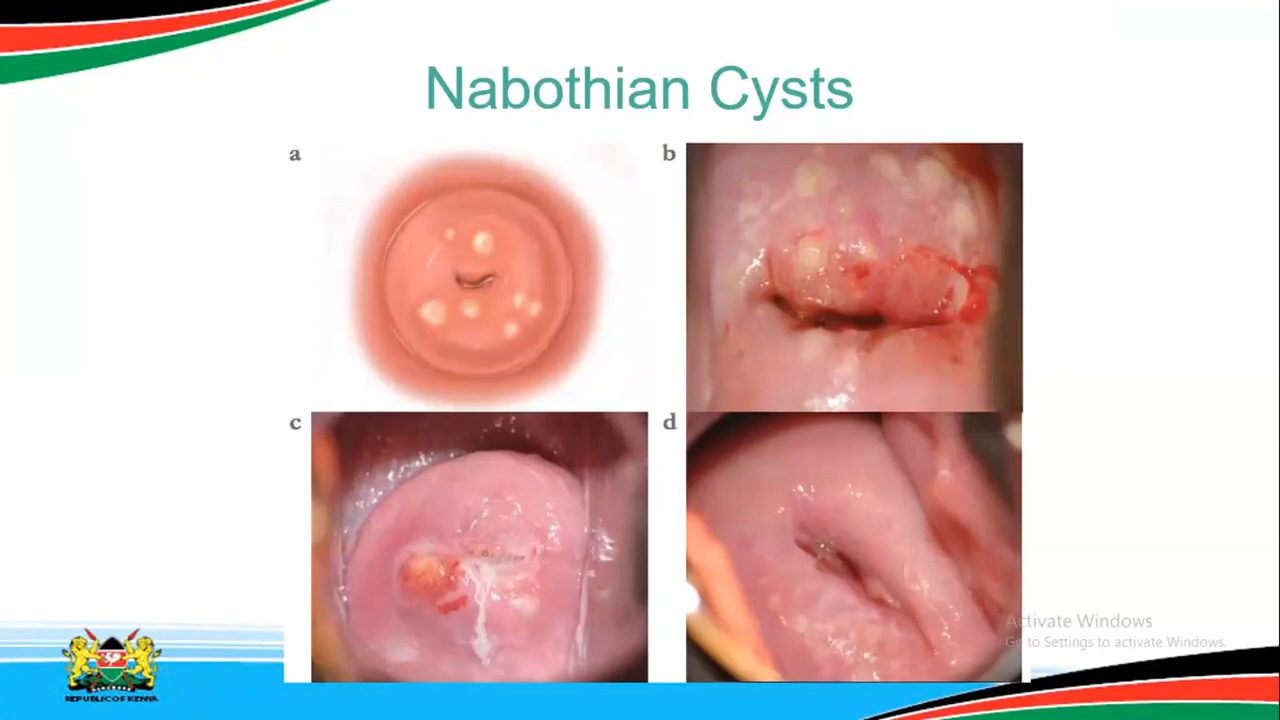 Nabothian Cysts
a
b
c
d
Activate Windows
Go to Settings to activate Windows.
REPUBLIC OF KENYA